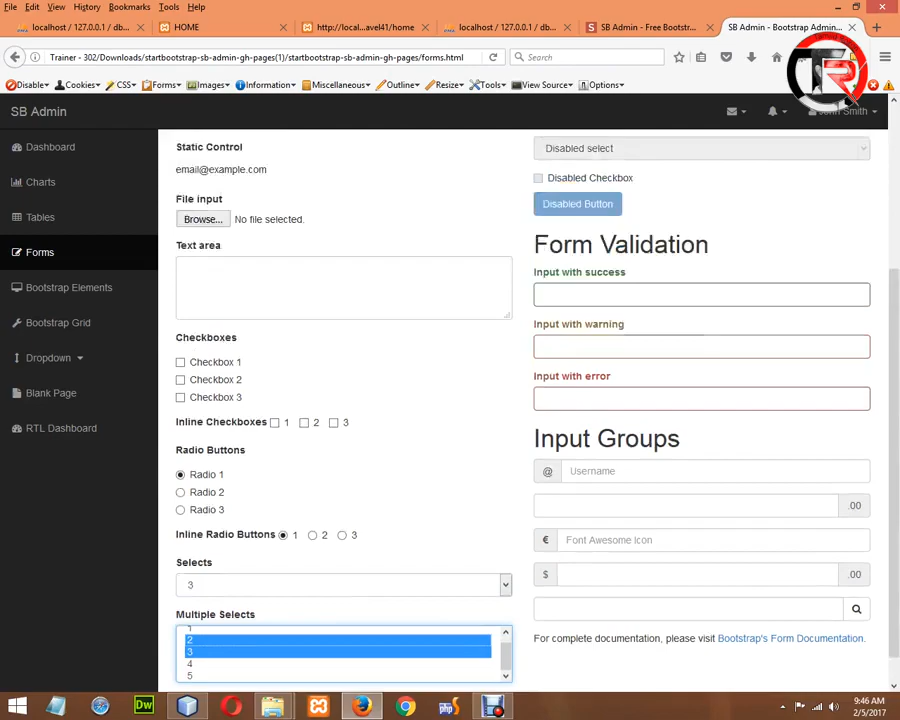 File Edit View History Bookmarks Tools Help
localhost / 127.0.0.1 / db...
HOME
http://local...avel41/home
localhost / 127.0.0.1 / db...
SB Admin - Free Bootstr...
SB Admin - Bootstrap Admin...
Trainer - 302/Downloads/startbootstrap-sb-admin-gh-pages(1)/startbootstrap-sb-admin-gh-pages/forms.html
Search
Disable Cookies CSS Forms Images Information Miscellaneous Outline Resize Tools View Source Options
SB Admin
John Smith
Dashboard
Charts
Tables
Forms
Bootstrap Elements
Bootstrap Grid
Dropdown
Blank Page
RTL Dashboard
Static Control
email@example.com
File input
Browse... No file selected.
Text area
Checkboxes
Checkbox 1
Checkbox 2
Checkbox 3
Inline Checkboxes 1 2 3
Radio Buttons
Radio 1
Radio 2
Radio 3
Inline Radio Buttons 1 2 3
Selects
3
Multiple Selects
1
2
3
4
5
Disabled select
Disabled Checkbox
Disabled Button
Form Validation
Input with success
Input with warning
Input with error
Input Groups
@ Username
.00
€ Font Awesome Icon
$ .00
For complete documentation, please visit Bootstrap's Form Documentation.
Dw
php
9:46 AM
2/5/2017